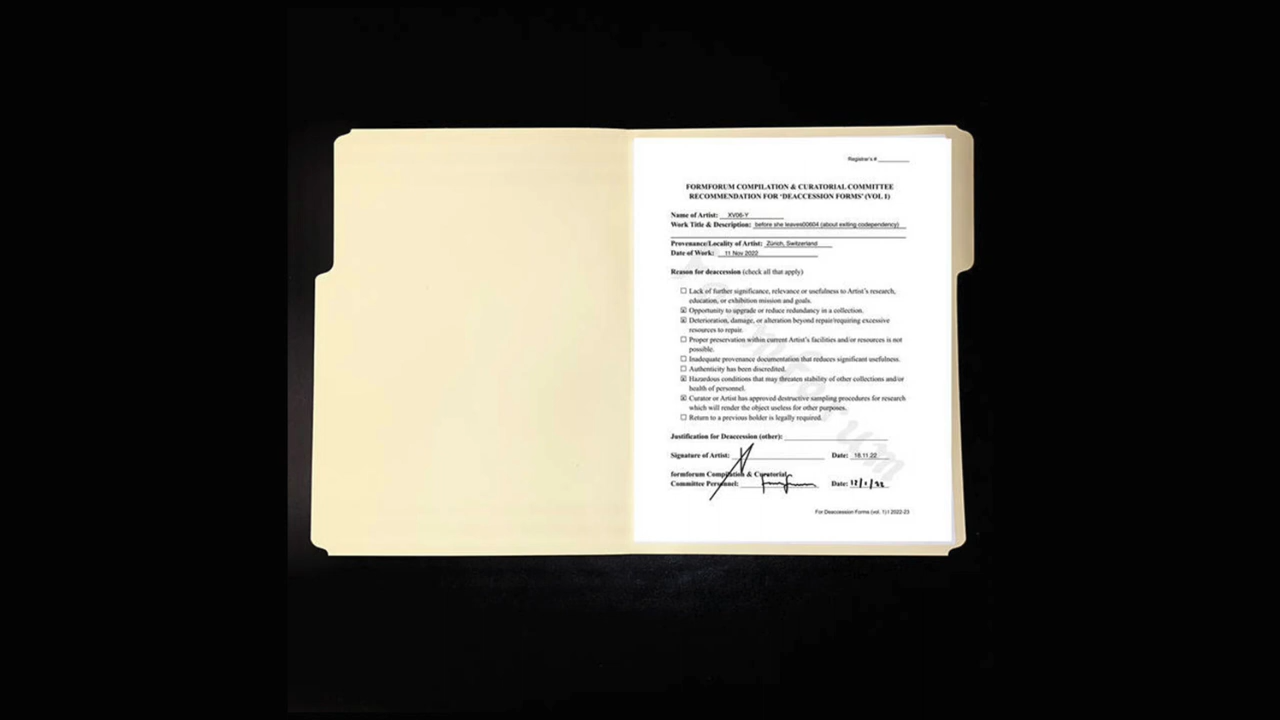 Registrar's # ________
FORMFORUM COMPILATION & CURATORIAL COMMITTEE
RECOMMENDATION FOR 'DEACCESSION FORMS' (VOL 1)
Name of Artist: XV06-Y
Work Title & Description: before she leaves00604 (about exiting codependency)
Provenance/Locality of Artist: Zürich, Switzerland
Date of Work: 11 Nov 2022
Reason for deaccession (check all that apply)
☐ Lack of further significance, relevance or usefulness to Artist's research,
education, or exhibition mission and goals.
☒ Opportunity to upgrade or reduce redundancy in a collection.
☒ Deterioration, damage, or alteration beyond repair/requiring excessive
resources to repair.
☐ Proper preservation within current Artist's facilities and/or resources is not
possible.
☐ Inadequate provenance documentation that reduces significant usefulness.
☐ Authenticity has been discredited.
☒ Hazardous conditions that may threaten stability of other collections and/or
health of personnel.
☒ Curator or Artist has approved destructive sampling procedures for research
which will render the object useless for other purposes.
☐ Return to a previous holder is legally required.
Justification for Deaccession (other):
Signature of Artist: Date: 18.11.22
formforum Compilation & Curatorial
Committee Personnel: Date:
For Deaccession Forms (vol. 1) I 2022-23
formforum